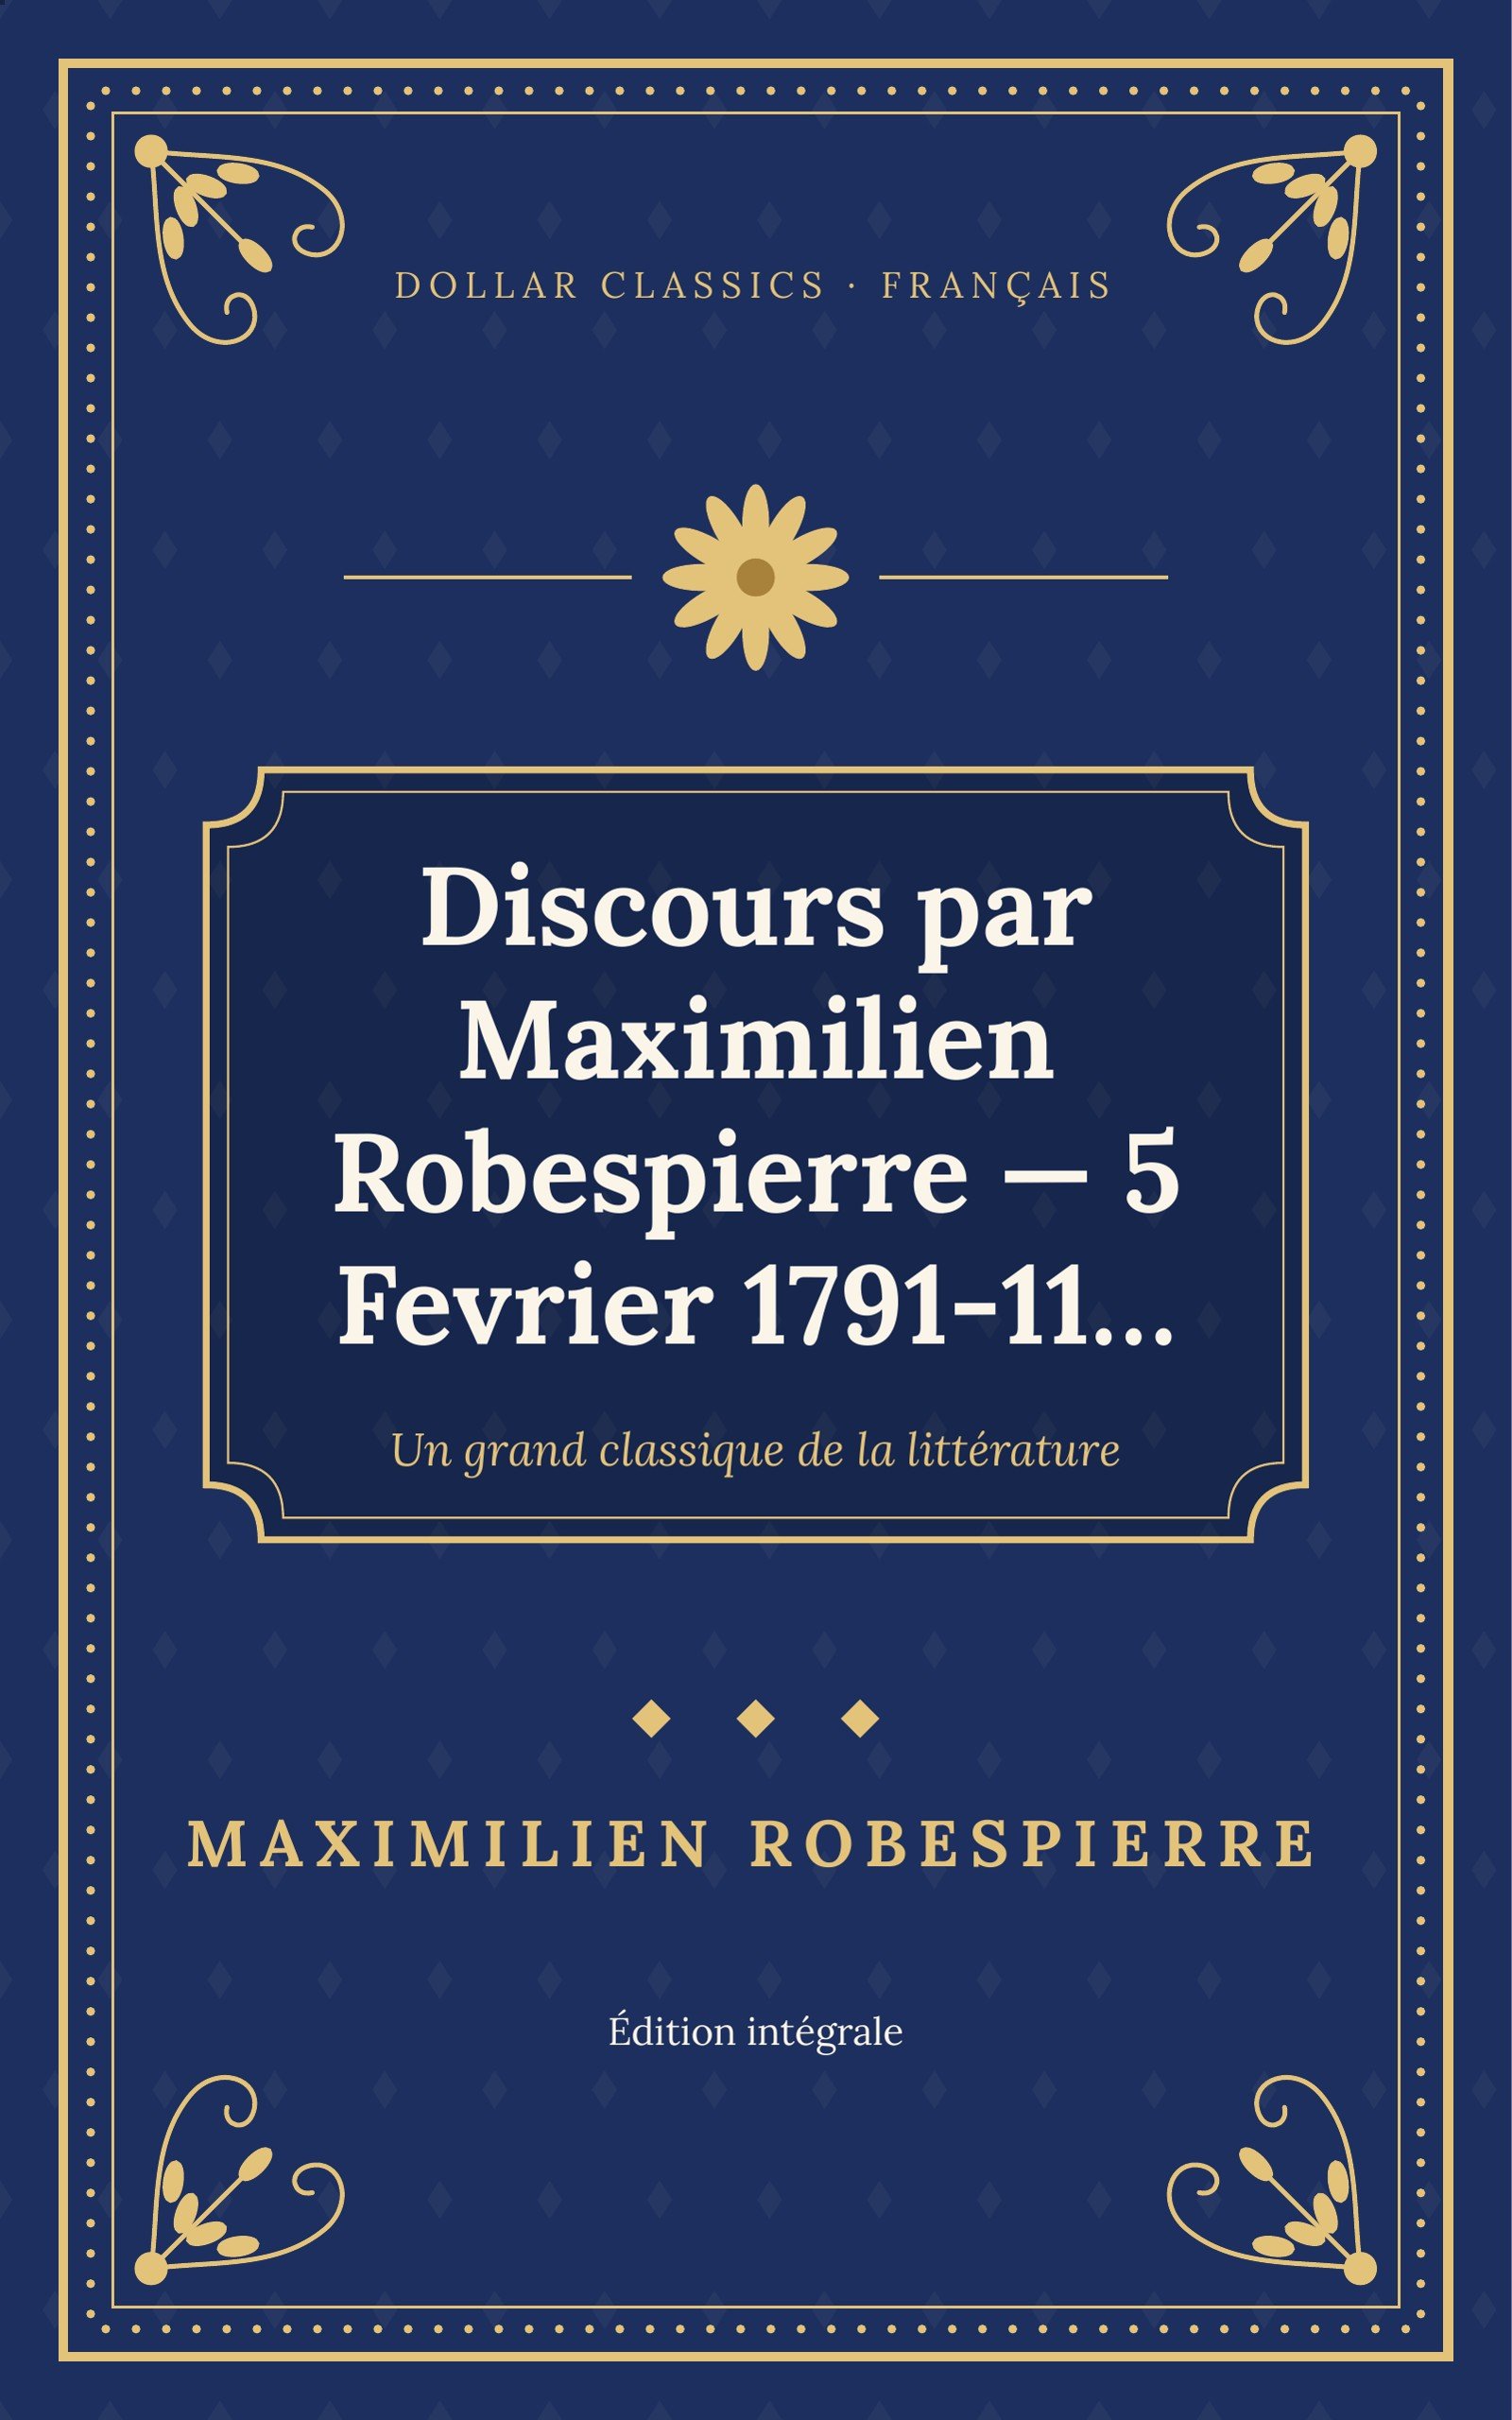 DOLLAR CLASSICS · FRANÇAIS
Discours par
Maximilien
Robespierre — 5
Fevrier 1791-11...
Un grand classique de la littérature
MAXIMILIEN ROBESPIERRE
Édition intégrale